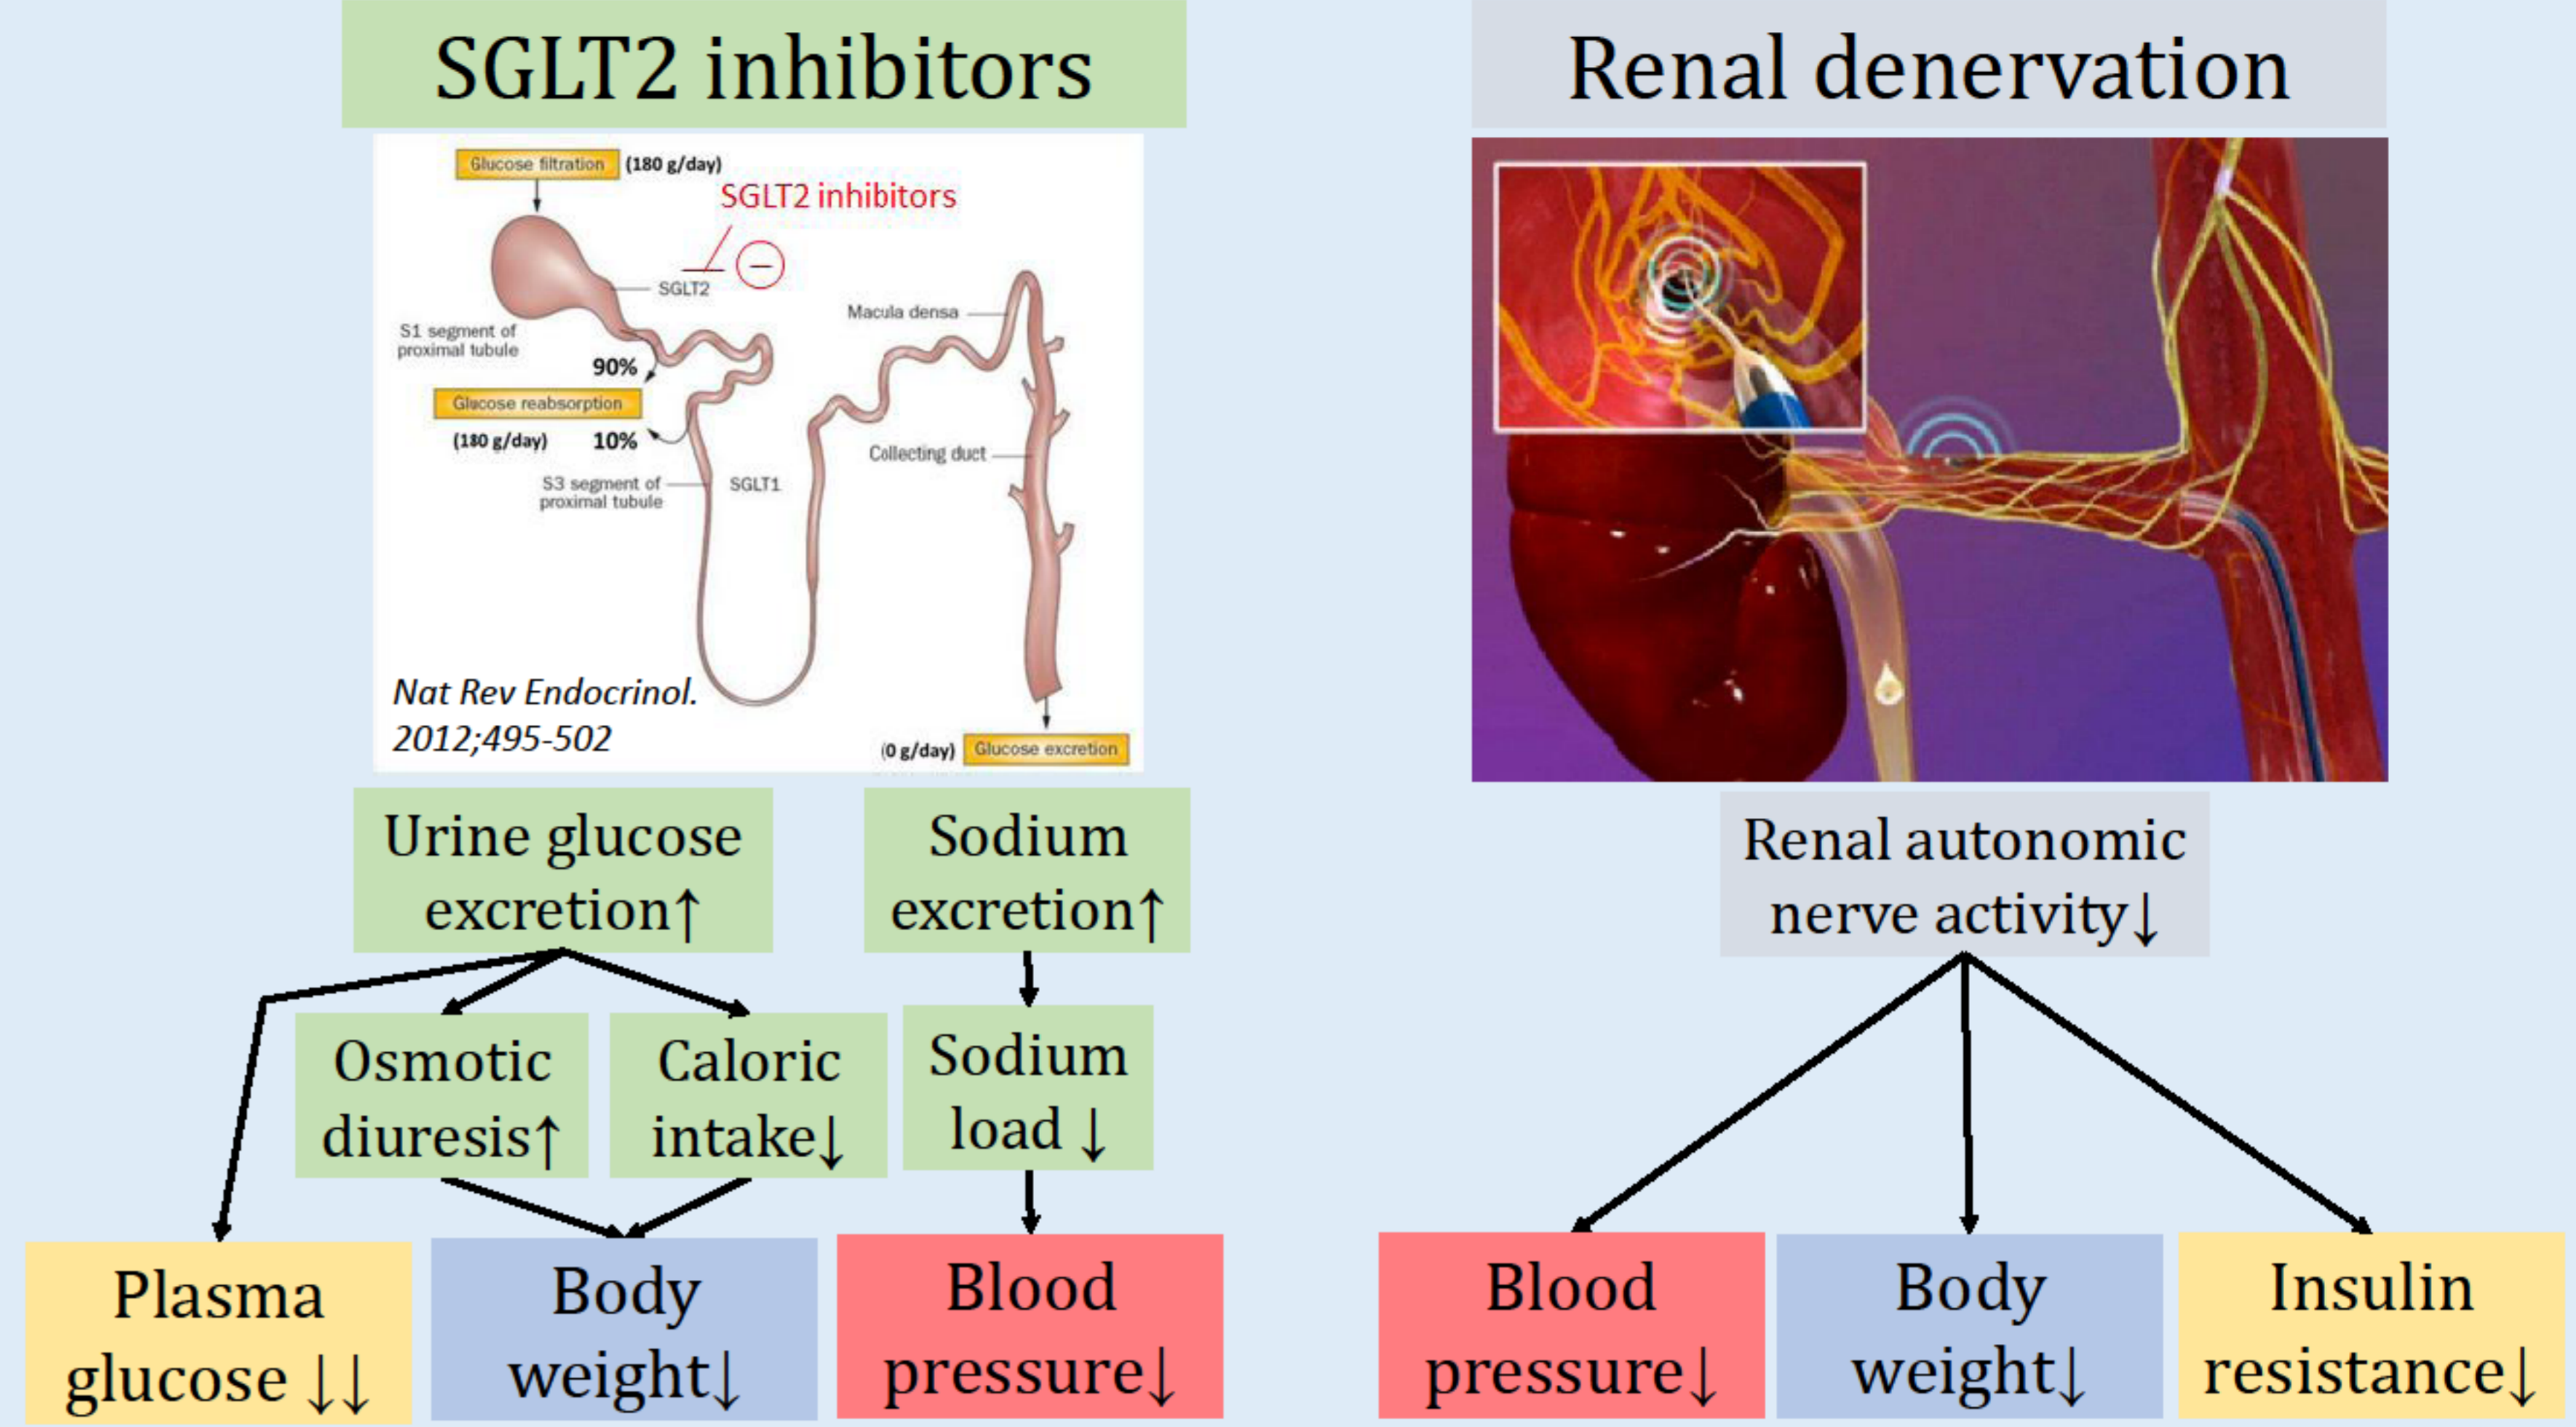 SGLT2 inhibitors
Renal denervation
Glucose filtration (180 g/day)
SGLT2 inhibitors
−
SGLT2
S1 segment of
proximal tubule
90%
Glucose reabsorption
(180 g/day) 10%
S3 segment of
proximal tubule
SGLT1
Macula densa
Collecting duct
Nat Rev Endocrinol.
2012;495-502
(0 g/day) Glucose excretion
Urine glucose
excretion↑
Sodium
excretion↑
Osmotic
diuresis↑
Caloric
intake↓
Sodium
load ↓
Plasma
glucose ↓↓
Body
weight↓
Blood
pressure↓
Renal autonomic
nerve activity↓
Blood
pressure↓
Body
weight↓
Insulin
resistance↓